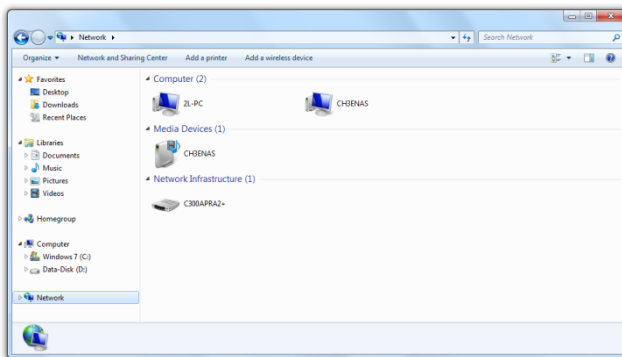 Network
Search Network
Organize
Network and Sharing Center
Add a printer
Add a wireless device
Favorites
Desktop
Downloads
Recent Places
Libraries
Documents
Music
Pictures
Videos
Homegroup
Computer
Windows 7 (C:)
Data-Disk (D:)
Network
Computer (2)
2L-PC
CH3ENAS
Media Devices (1)
CH3ENAS
Network Infrastructure (1)
C300APRA2+